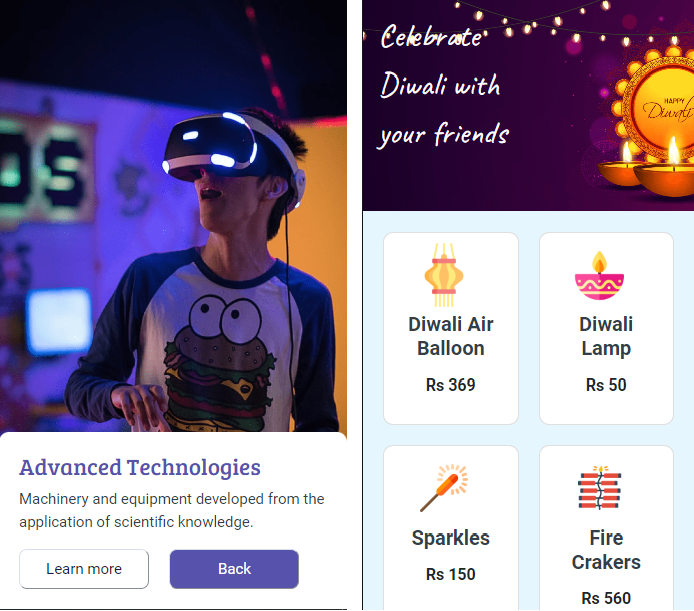 OS
Advanced Technologies
Machinery and equipment developed from the
application of scientific knowledge.
Learn more
Back
Celebrate
Diwali with
your friends
HAPPY
Diwali
Diwali Air
Balloon
Rs 369
Diwali
Lamp
Rs 50
Sparkles
Rs 150
Fire
Crakers
Rs 560